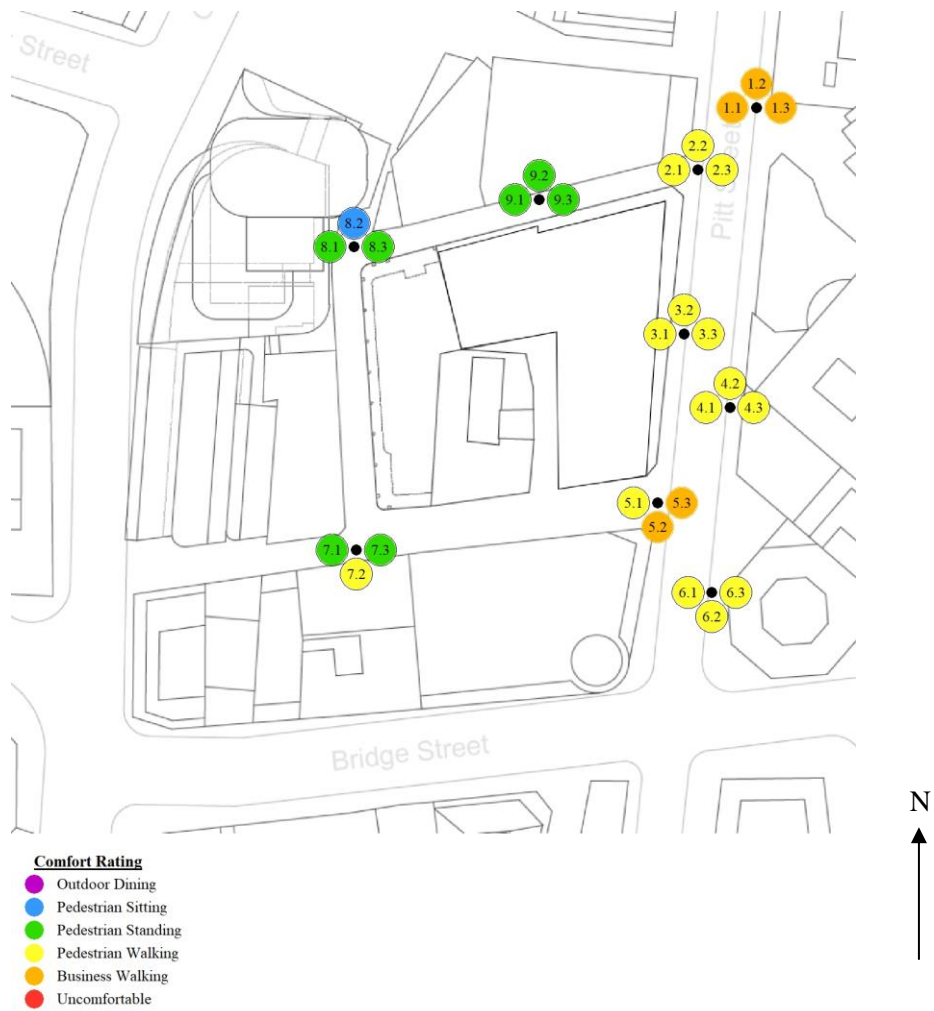 Street
C
1.2
1.1
1.3
2.2
2.1
2.3
Pitt Street
9.2
9.1
9.3
8.2
8.1
8.3
3.2
3.1
3.3
4.2
4.1
4.3
5.1
5.3
5.2
7.1
7.3
7.2
6.1
6.3
6.2
Bridge Street
N
Comfort Rating
Outdoor Dining
Pedestrian Sitting
Pedestrian Standing
Pedestrian Walking
Business Walking
Uncomfortable